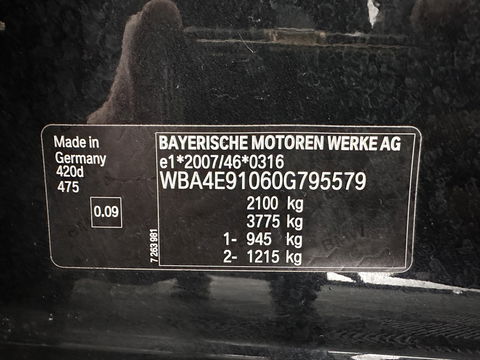 Made in
Germany
420d
475
0.09
7 263 981
BAYERISCHE MOTOREN WERKE AG
e1*2007/46*0316
WBA4E91060G795579
2100 kg
3775 kg
1- 945 kg
2- 1215 kg